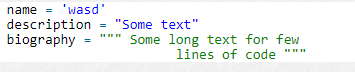 name = 'wasd'
description = "Some text"
biography = """ Some long text for few
lines of code """